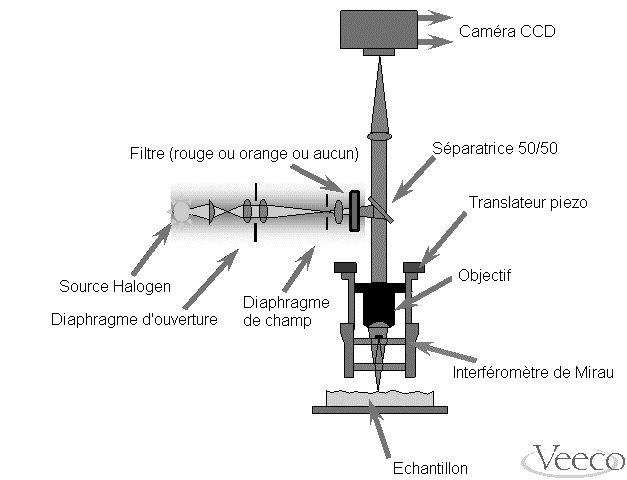 Caméra CCD
Filtre (rouge ou orange ou aucun)
Séparatrice 50/50
Translateur piezo
Objectif
Source Halogen
Diaphragme d'ouverture
Diaphragme
de champ
Interféromètre de Mirau
Echantillon
Veeco